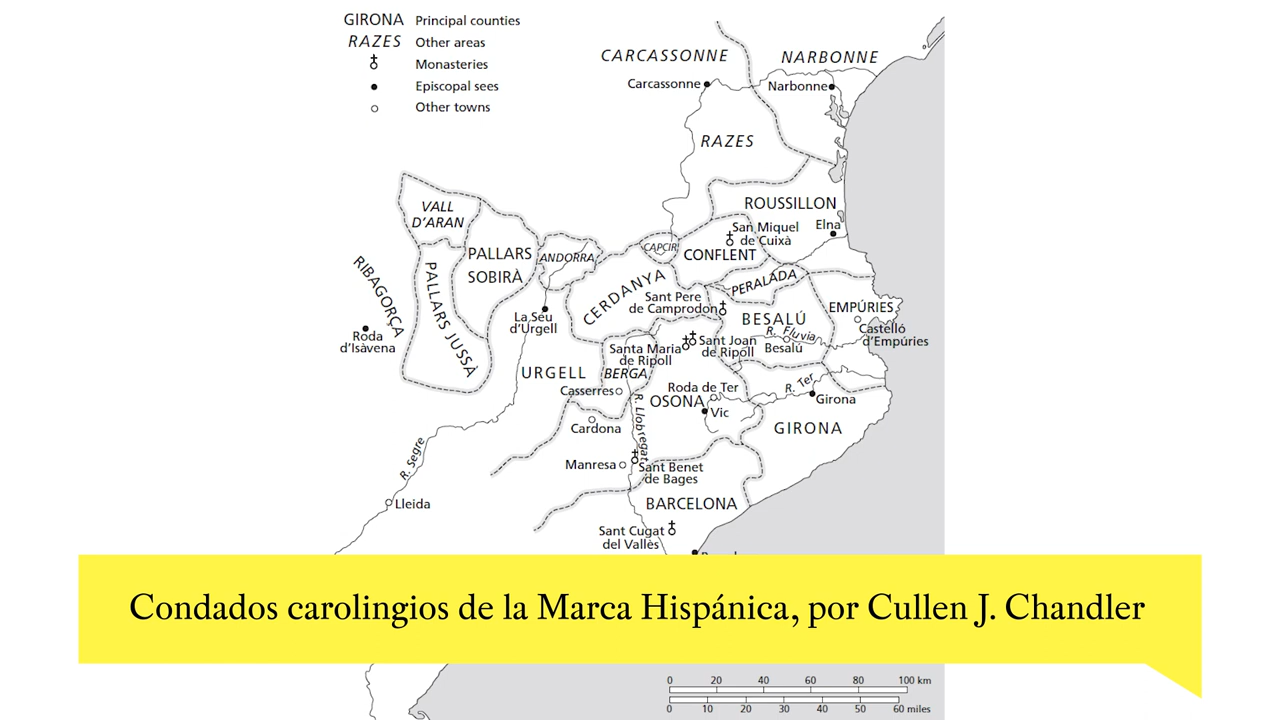 GIRONA Principal counties
RAZES Other areas
Monasteries
Episcopal sees
Other towns
CARCASSONNE
NARBONNE
Carcassonne
Narbonne
RAZES
VALL
D'ARAN
ROUSSILLON
San Miquel
de Cuixà
Elna
CAPCIR
CONFLENT
PALLARS
SOBIRÀ
ANDORRA
RIBAGORÇA
PALLARS JUSSÀ
CERDANYA
PERALADA
Sant Pere
de Camprodon
La Seu
d'Urgell
BESALÚ
EMPÚRIES
R. Fluvia
Castelló
d'Empúries
Roda
d'Isàvena
Santa Maria
de Ripoll
Sant Joan
de Ripoll
Besalú
URGELL
BERGA
Casserres
Roda de Ter
R. Ter
OSONA
Vic
Girona
R. Llobregat
Cardona
GIRONA
R. Segre
Manresa
Sant Benet
de Bages
Lleida
BARCELONA
Sant Cugat
del Vallès
Condados carolingios de la Marca Hispánica, por Cullen J. Chandler
0 20 40 60 80 100 km
0 10 20 30 40 50 60 miles